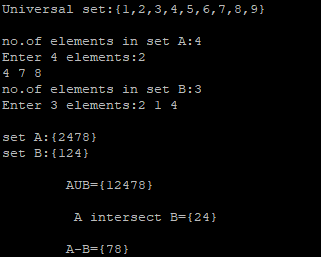 Universal set:{1,2,3,4,5,6,7,8,9}
no.of elements in set A:4
Enter 4 elements:2
4 7 8
no.of elements in set B:3
Enter 3 elements:2 1 4
set A:{2478}
set B:{124}
AUB={12478}
A intersect B={24}
A-B={78}